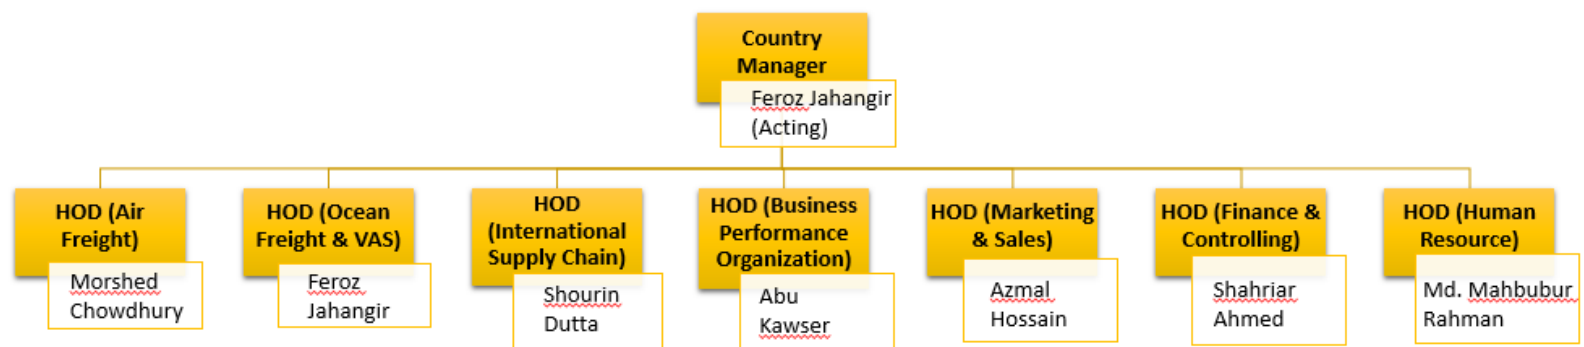 Country
Manager
Feroz Jahangir
(Acting)
HOD (Air
Freight)
Morshed
Chowdhury
HOD (Ocean
Freight & VAS)
Feroz
Jahangir
HOD
(International
Supply Chain)
Shourin
Dutta
HOD (Business
Performance
Organization)
Abu
Kawser
HOD (Marketing
& Sales)
Azmal
Hossain
HOD (Finance &
Controlling)
Shahriar
Ahmed
HOD (Human
Resource)
Md. Mahbubur
Rahman